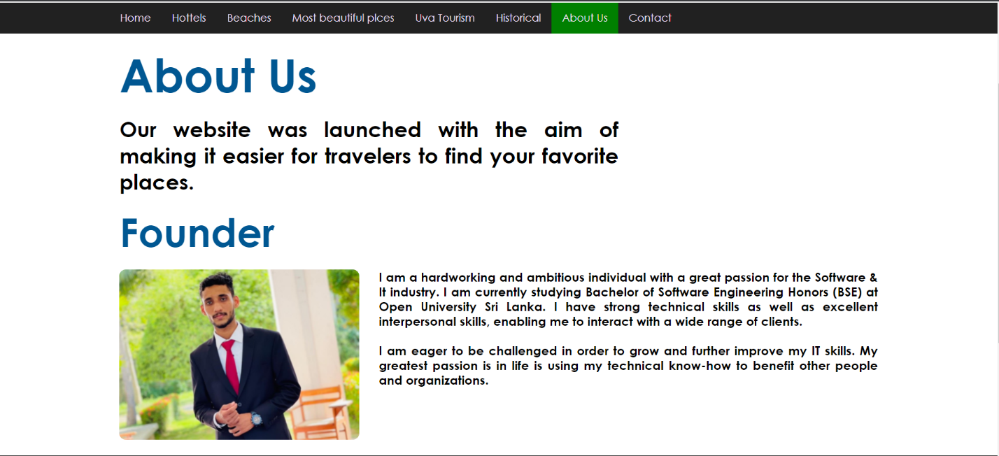 Home Hottels Beaches Most beautiful plces Uva Tourism Historical About Us Contact
About Us
Our website was launched with the aim of
making it easier for travelers to find your favorite
places.
Founder
I am a hardworking and ambitious individual with a great passion for the Software &
It industry. I am currently studying Bachelor of Software Engineering Honors (BSE) at
Open University Sri Lanka. I have strong technical skills as well as excellent
interpersonal skills, enabling me to interact with a wide range of clients.
I am eager to be challenged in order to grow and further improve my IT skills. My
greatest passion is in life is using my technical know-how to benefit other people
and organizations.